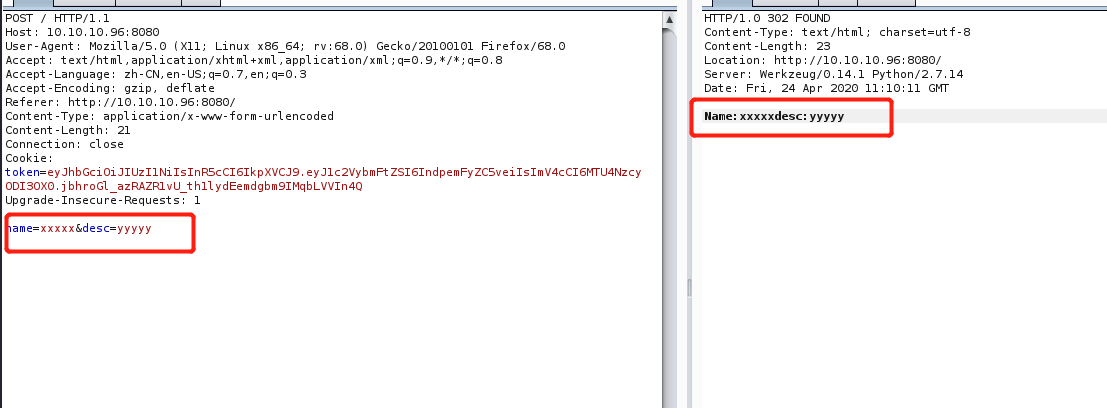 POST / HTTP/1.1
Host: 10.10.10.96:8080
User-Agent: Mozilla/5.0 (X11; Linux x86_64; rv:68.0) Gecko/20100101 Firefox/68.0
Accept: text/html,application/xhtml+xml,application/xml;q=0.9,*/*;q=0.8
Accept-Language: zh-CN,en-US;q=0.7,en;q=0.3
Accept-Encoding: gzip, deflate
Referer: http://10.10.10.96:8080/
Content-Type: application/x-www-form-urlencoded
Content-Length: 21
Connection: close
Cookie:
token=eyJhbGciOiJIUzI1NiIsInR5cCI6IkpXVCJ9.eyJ1c2VybmFtZSI6IndpemFyZC5veiIsImV4cCI6MTU4Nzcy
ODI3OX0.jbhroGl_azRAZR1vU_th1lydEemdgbm9IMqbLVVIn4Q
Upgrade-Insecure-Requests: 1
name=xxxxx&desc=yyyyy
HTTP/1.0 302 FOUND
Content-Type: text/html; charset=utf-8
Content-Length: 23
Location: http://10.10.10.96:8080/
Server: Werkzeug/0.14.1 Python/2.7.14
Date: Fri, 24 Apr 2020 11:10:11 GMT
Name:xxxxxdesc:yyyyy